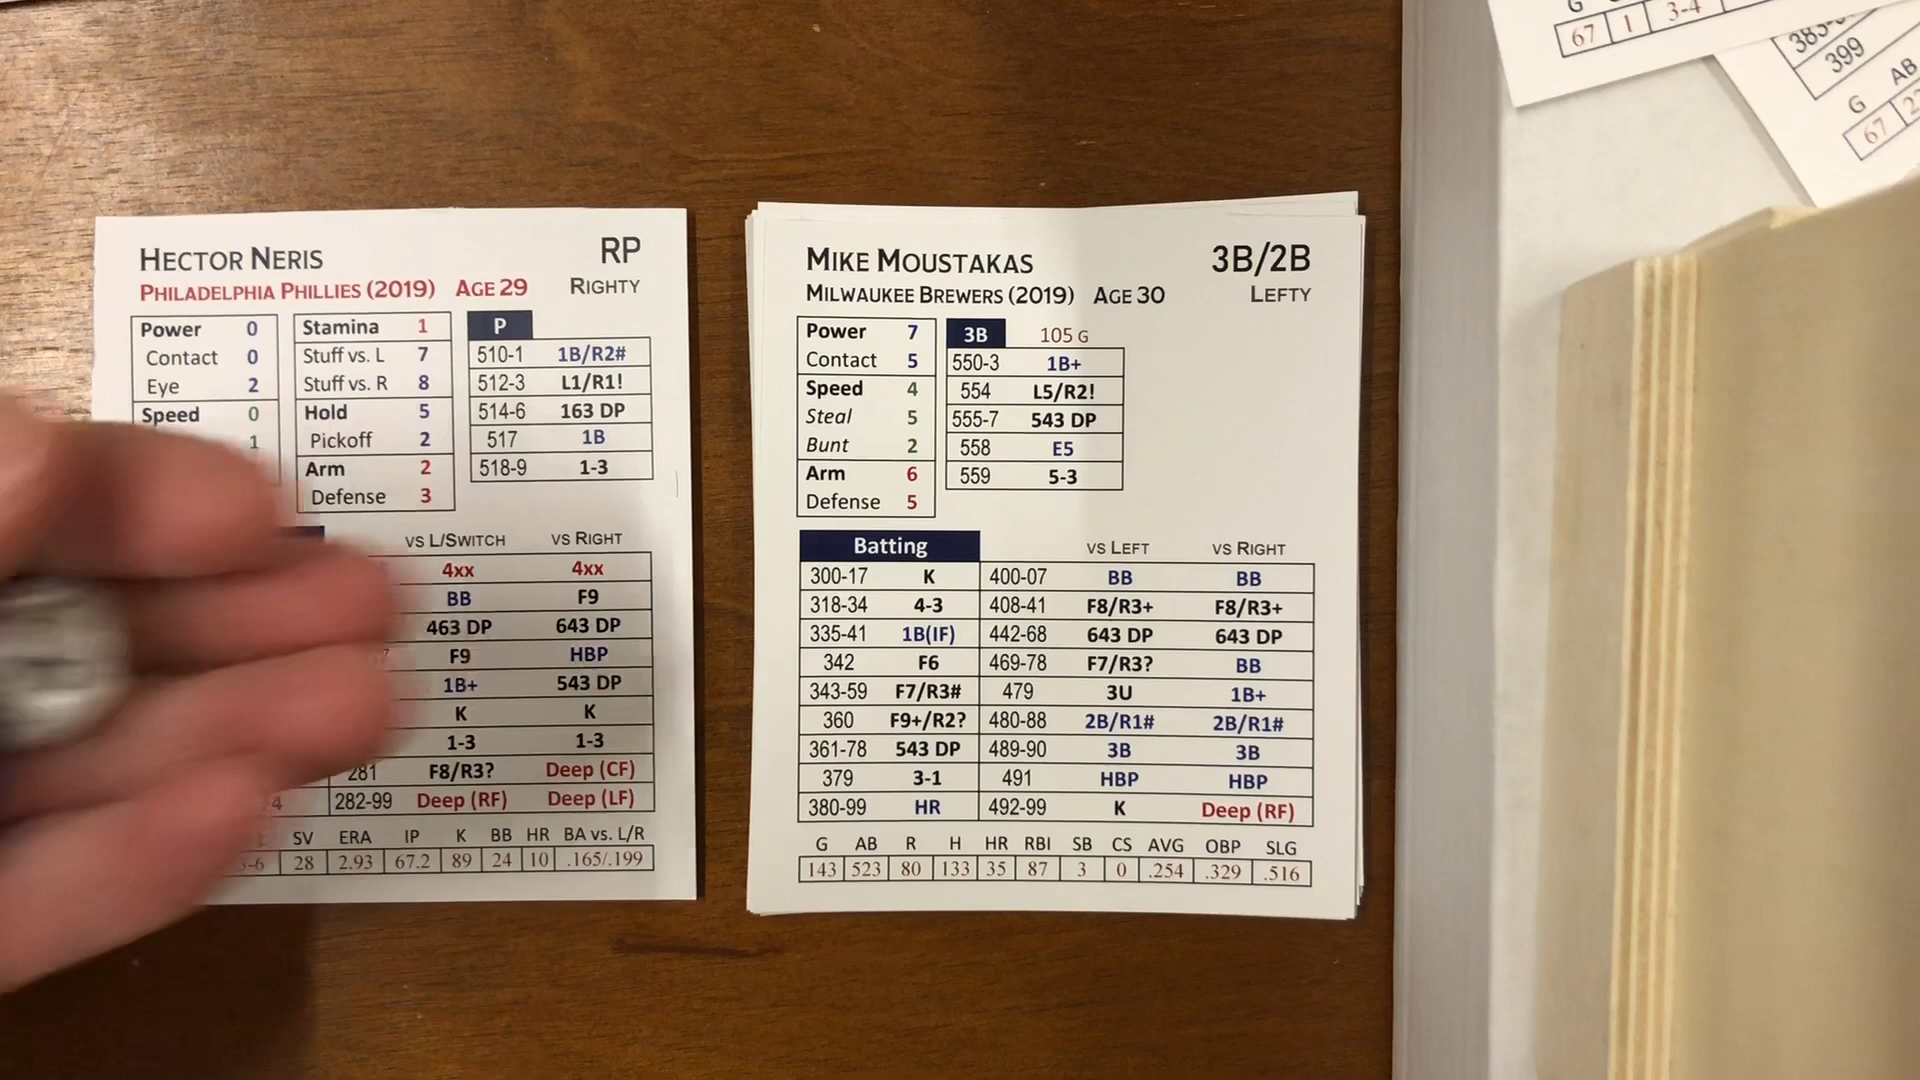 HECTOR NERIS RP
PHILADELPHIA PHILLIES (2019) AGE 29 RIGHTY
Power 0
Contact 0
Eye 2
Speed 0
1
Stamina 1
Stuff vs. L 7
Stuff vs. R 8
Hold 5
Pickoff 2
Arm 2
Defense 3
P
510-1 1B/R2#
512-3 L1/R1!
514-6 163 DP
517 1B
518-9 1-3
VS L/SWITCH VS RIGHT
4xx 4xx
BB F9
463 DP 643 DP
F9 HBP
1B+ 543 DP
K K
1-3 1-3
281 F8/R3? Deep (CF)
282-99 Deep (RF) Deep (LF)
SV ERA IP K BB HR BA vs. L/R
-6 28 2.93 67.2 89 24 10 .165/.199
MIKE MOUSTAKAS 3B/2B
MILWAUKEE BREWERS (2019) AGE 30 LEFTY
Power 7
Contact 5
Speed 4
Steal 5
Bunt 2
Arm 6
Defense 5
3B 105 G
550-3 1B+
554 L5/R2!
555-7 543 DP
558 E5
559 5-3
Batting VS LEFT VS RIGHT
300-17 K 400-07 BB BB
318-34 4-3 408-41 F8/R3+ F8/R3+
335-41 1B(IF) 442-68 643 DP 643 DP
342 F6 469-78 F7/R3? BB
343-59 F7/R3# 479 3U 1B+
360 F9+/R2? 480-88 2B/R1# 2B/R1#
361-78 543 DP 489-90 3B 3B
379 3-1 491 HBP HBP
380-99 HR 492-99 K Deep (RF)
G AB R H HR RBI SB CS AVG OBP SLG
143 523 80 133 35 87 3 0 .254 .329 .516
G
67 1 3-4
399
G AB
67